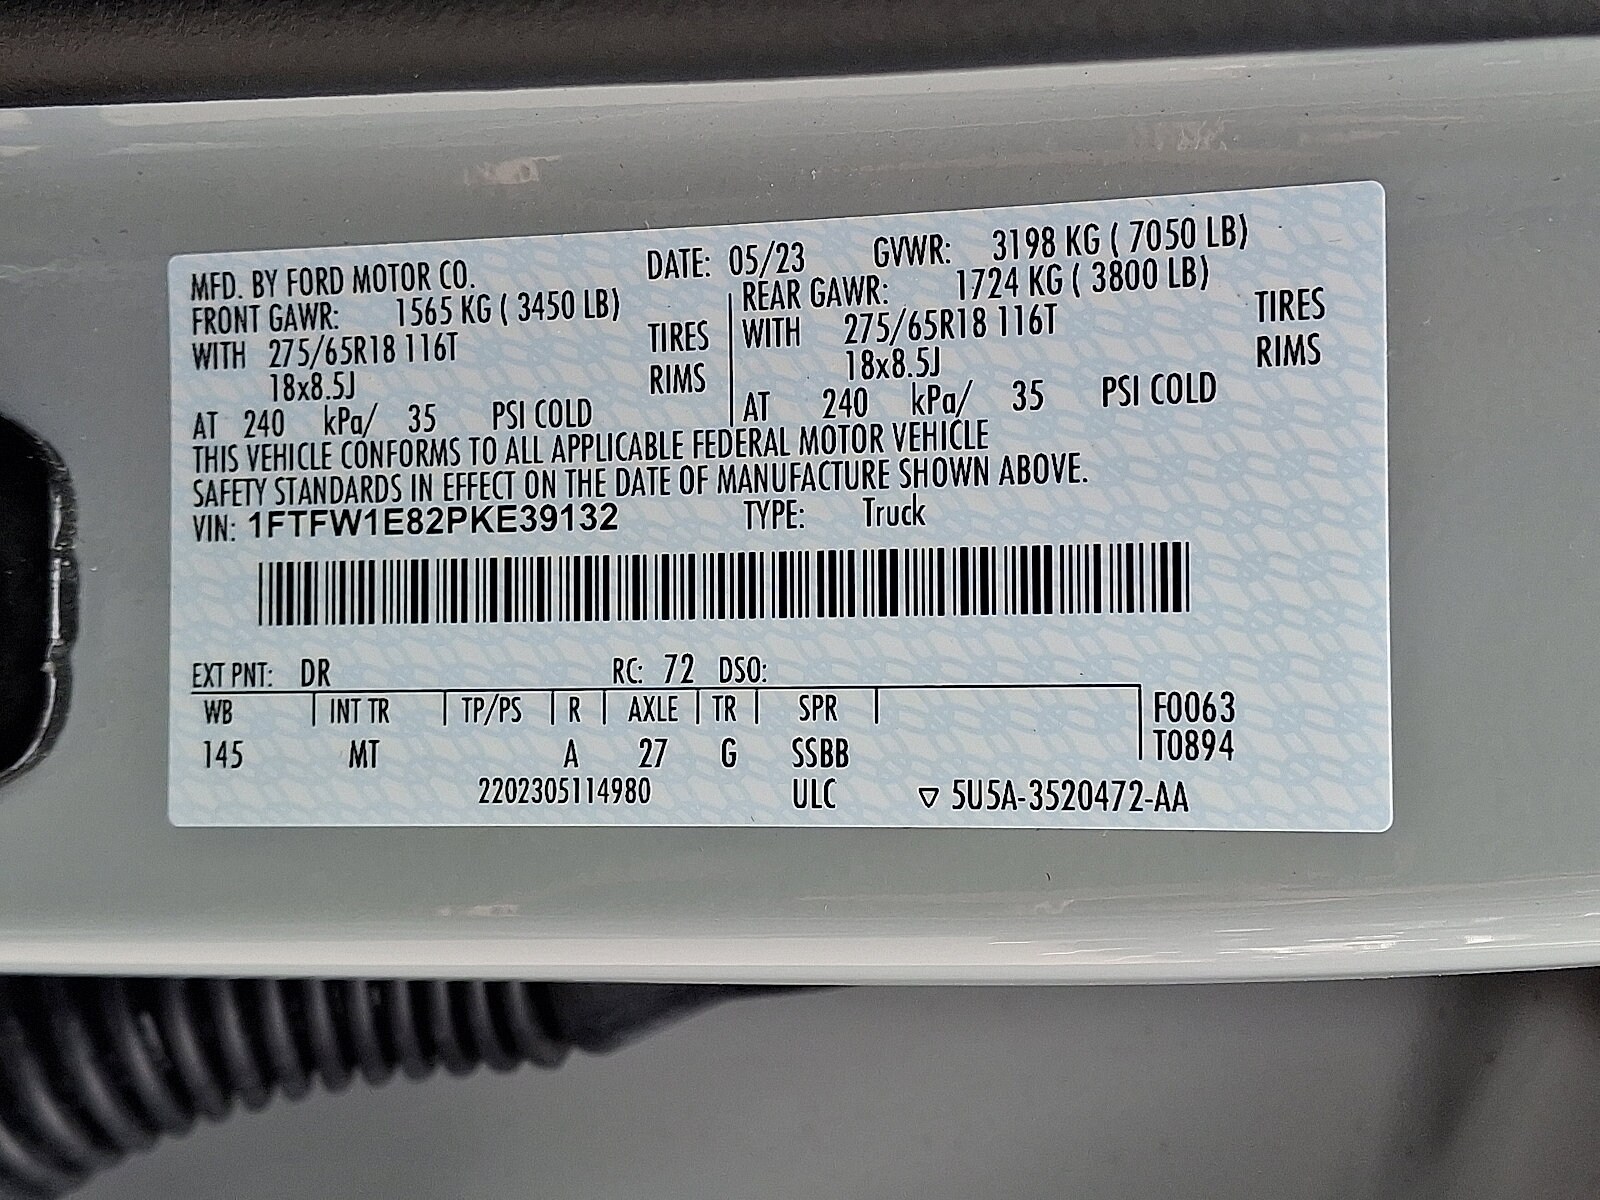 MFD. BY FORD MOTOR CO. DATE: 05/23 GVWR: 3198 KG ( 7050 LB)
FRONT GAWR: 1565 KG ( 3450 LB) REAR GAWR: 1724 KG ( 3800 LB)
WITH 275/65R18 116T TIRES WITH 275/65R18 116T TIRES
18x8.5J RIMS 18x8.5J RIMS
AT 240 kPa/ 35 PSI COLD AT 240 kPa/ 35 PSI COLD
THIS VEHICLE CONFORMS TO ALL APPLICABLE FEDERAL MOTOR VEHICLE
SAFETY STANDARDS IN EFFECT ON THE DATE OF MANUFACTURE SHOWN ABOVE.
VIN: 1FTFW1E82PKE39132 TYPE: Truck
EXT PNT: DR RC: 72 DSO:
WB INT TR TP/PS R AXLE TR SPR F0063
145 MT A 27 G SSBB T0894
2202305114980 ULC ▽ 5U5A-3520472-AA